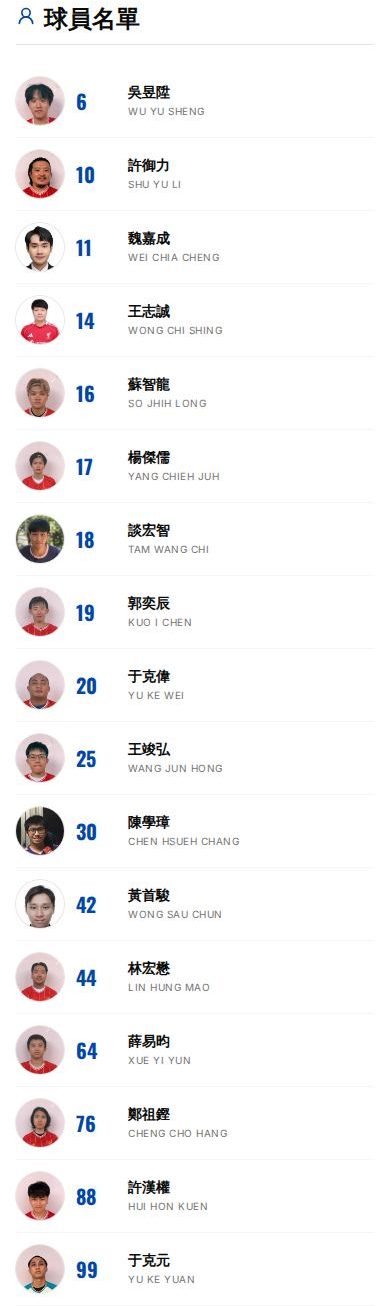 球員名單
6
吳昱陞
WU YU SHENG
10
許御力
SHU YU LI
11
魏嘉成
WEI CHIA CHENG
14
王志誠
WONG CHI SHING
16
蘇智龍
SO JHIH LONG
17
楊傑儒
YANG CHIEH JUH
18
談宏智
TAM WANG CHI
19
郭奕辰
KUO I CHEN
20
于克偉
YU KE WEI
25
王竣弘
WANG JUN HONG
30
陳學璋
CHEN HSUEH CHANG
42
黃首駿
WONG SAU CHUN
44
林宏懋
LIN HUNG MAO
64
薛易昀
XUE YI YUN
76
鄭祖鏗
CHENG CHO HANG
88
許漢權
HUI HON KUEN
99
于克元
YU KE YUAN